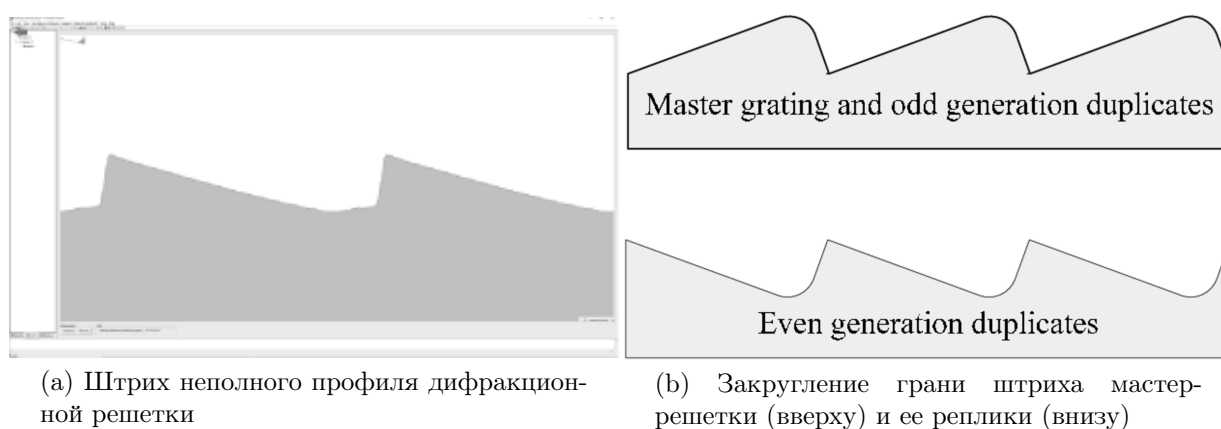 Master grating and odd generation duplicates
Even generation duplicates
(a) Штрих неполного профиля дифракцион-
ной решетки
(b) Закругление грани штриха мастер-
решетки (вверху) и ее реплики (внизу)